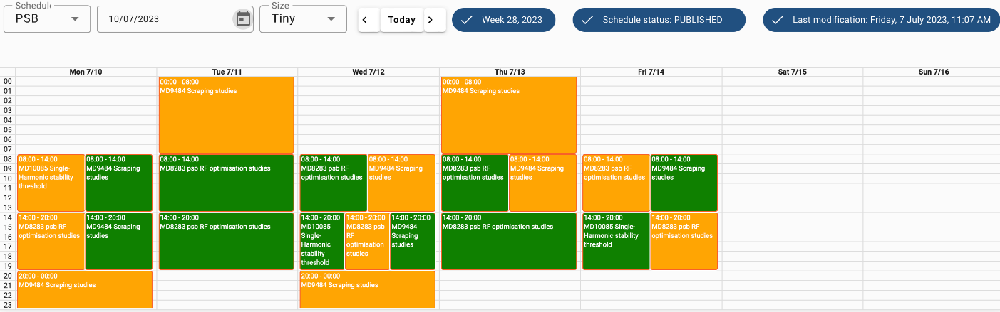 Schedule
PSB
10/07/2023
Size
Tiny
Today
Week 28, 2023
Schedule status: PUBLISHED
Last modification: Friday, 7 July 2023, 11:07 AM
Mon 7/10
Tue 7/11
Wed 7/12
Thu 7/13
Fri 7/14
Sat 7/15
Sun 7/16
00
01
02
03
04
05
06
07
08
09
10
11
12
13
14
15
16
17
18
19
20
21
22
23
08:00 - 14:00
MD10085 Single-
Harmonic stability
threshold
08:00 - 14:00
MD9484 Scraping
studies
14:00 - 20:00
MD8283 psb RF
optimisation studies
14:00 - 20:00
MD9484 Scraping
studies
20:00 - 00:00
MD9484 Scraping studies
00:00 - 08:00
MD9484 Scraping studies
08:00 - 14:00
MD8283 psb RF optimisation studies
14:00 - 20:00
MD8283 psb RF optimisation studies
08:00 - 14:00
MD8283 psb RF
optimisation studies
08:00 - 14:00
MD9484 Scraping
studies
14:00 - 20:00
MD10085
Single-
Harmonic
stability
threshold
14:00 - 20:00
MD8283 psb
RF
optimisation
studies
14:00 - 20:00
MD9484
Scraping
studies
20:00 - 00:00
MD9484 Scraping studies
00:00 - 08:00
MD9484 Scraping studies
08:00 - 14:00
MD8283 psb RF
optimisation studies
08:00 - 14:00
MD9484 Scraping
studies
14:00 - 20:00
MD8283 psb RF optimisation studies
08:00 - 14:00
MD8283 psb RF
optimisation studies
08:00 - 14:00
MD9484 Scraping
studies
14:00 - 20:00
MD10085 Single-
Harmonic stability
threshold
14:00 - 20:00
MD8283 psb RF
optimisation studies